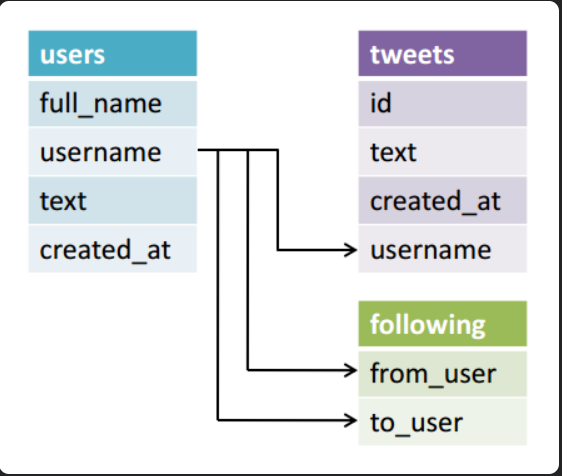 users
full_name
username
text
created_at
tweets
id
text
created_at
username
following
from_user
to_user